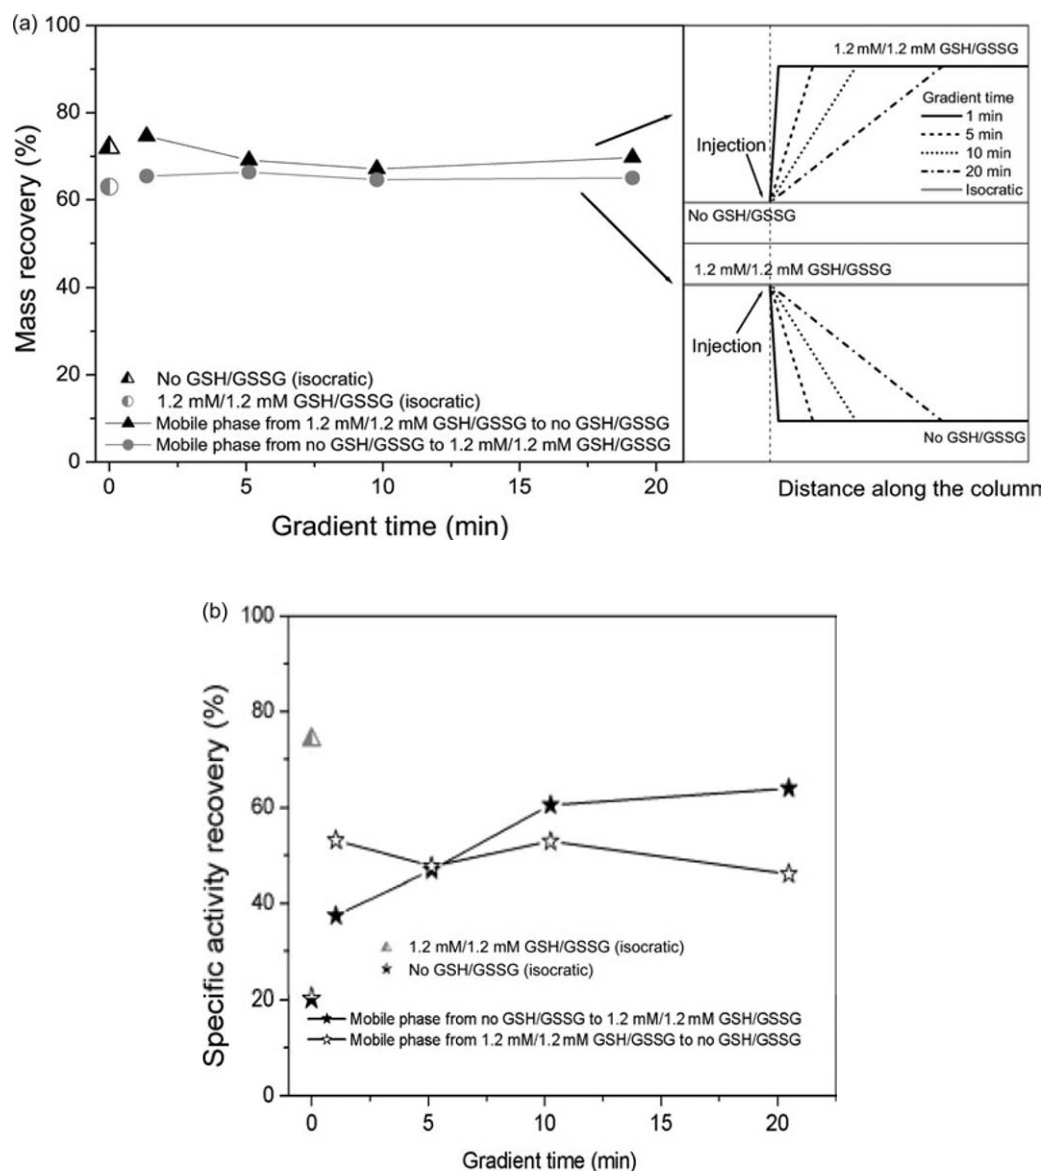 (a)
100
80
60
40
20
0
Mass recovery (%)
No GSH/GSSG (isocratic)
1.2 mM/1.2 mM GSH/GSSG (isocratic)
Mobile phase from 1.2 mM/1.2 mM GSH/GSSG to no GSH/GSSG
Mobile phase from no GSH/GSSG to 1.2 mM/1.2 mM GSH/GSSG
0 5 10 15 20
Gradient time (min)
1.2 mM/1.2 mM GSH/GSSG
Gradient time
1 min
5 min
10 min
20 min
Isocratic
Injection
No GSH/GSSG
1.2 mM/1.2 mM GSH/GSSG
Injection
No GSH/GSSG
Distance along the column
(b)
100
80
60
40
20
0
Specific activity recovery (%)
1.2 mM/1.2 mM GSH/GSSG (isocratic)
No GSH/GSSG (isocratic)
Mobile phase from no GSH/GSSG to 1.2 mM/1.2 mM GSH/GSSG
Mobile phase from 1.2 mM/1.2 mM GSH/GSSG to no GSH/GSSG
0 5 10 15 20
Gradient time (min)